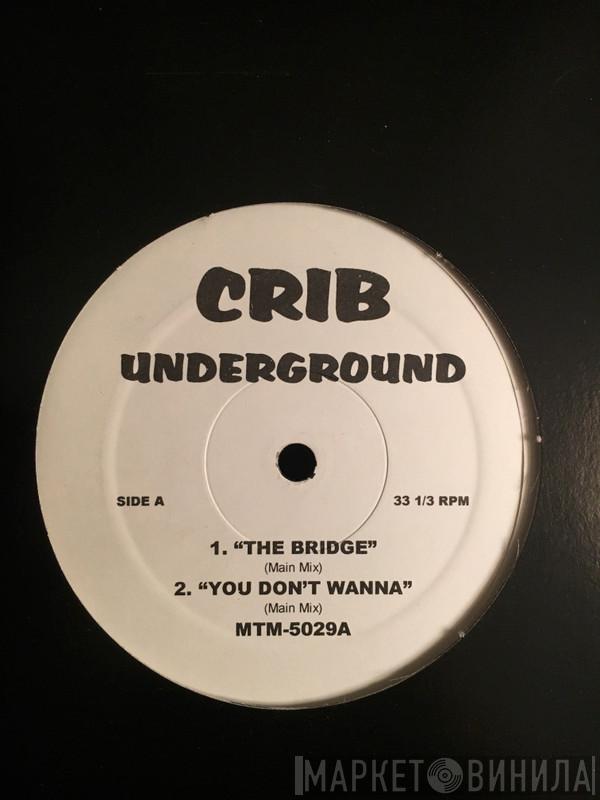 CRIB
UNDERGROUND
SIDE A
33 1/3 RPM
1. “THE BRIDGE”
(Main Mix)
2. “YOU DON’T WANNA”
(Main Mix)
MTM-5029A
МАРКЕТ ВИНИЛА